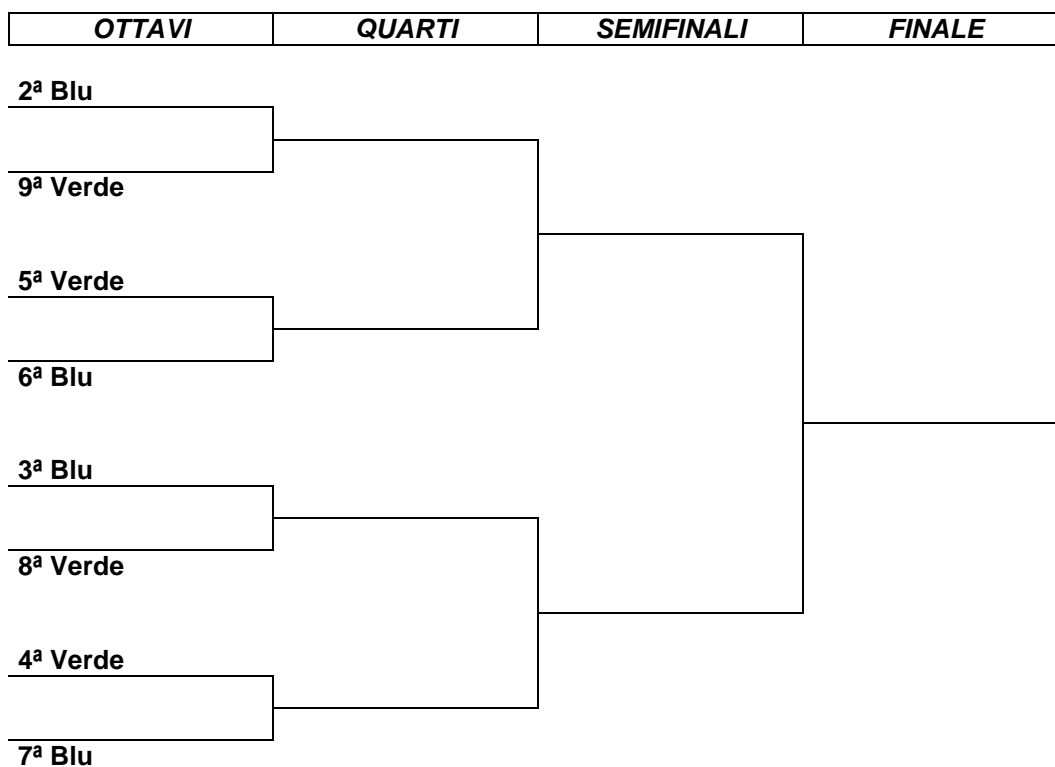 OTTAVI QUARTI SEMIFINALI FINALE
2ª Blu
9ª Verde
5ª Verde
6ª Blu
3ª Blu
8ª Verde
4ª Verde
7ª Blu